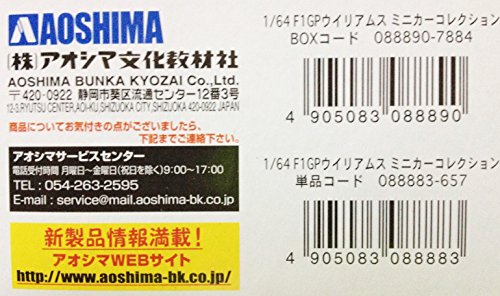 AOSHIMA
(株)アオシマ文化教材社
AOSHIMA BUNKA KYOZAI Co.,Ltd.
〒420-0922 静岡市葵区流通センター12番3号
12-3,RYUTSU CENTER,AOI-KU,SHIZUOKA CITY,SHIZUOKA 420-0922 JAPAN
商品についてお気付きの点がございましたら、
下記までご連絡下さい。
アオシマサービスセンター
電話受付時間 月曜日〜金曜日(祝日を除く)9:00〜17:00
TEL : 054-263-2595
E-mail : service@mail.aoshima-bk.co.jp
新製品情報満載!
アオシマWEBサイト
http://www.aoshima-bk.co.jp/
1/64 F1GPウイリアムス ミニカーコレクション
BOXコード 088890-7884
4 905083 088890
1/64 F1GPウイリアムス ミニカーコレクション
単品コード 088883-657
4 905083 088883